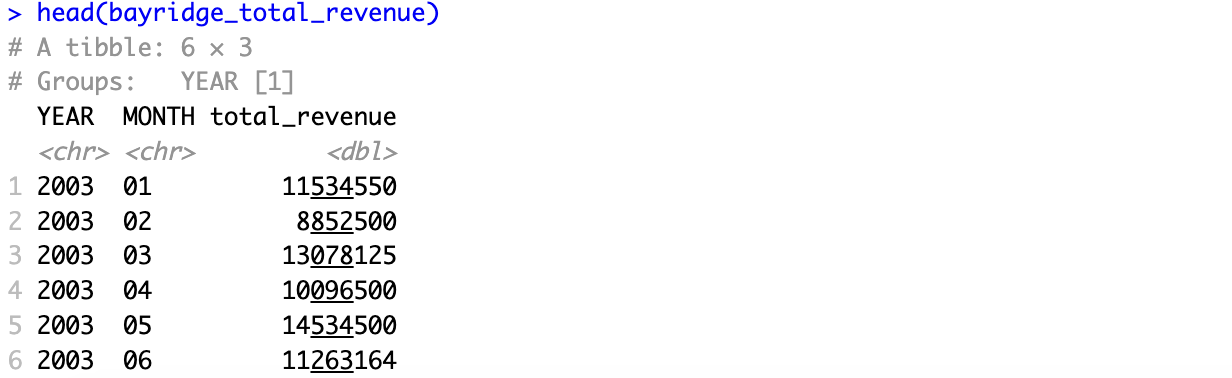 > head(bayridge_total_revenue)
# A tibble: 6 × 3
# Groups:   YEAR [1]
  YEAR  MONTH total_revenue
  <chr> <chr>         <dbl>
1 2003  01         11534550
2 2003  02          8852500
3 2003  03         13078125
4 2003  04         10096500
5 2003  05         14534500
6 2003  06         11263164